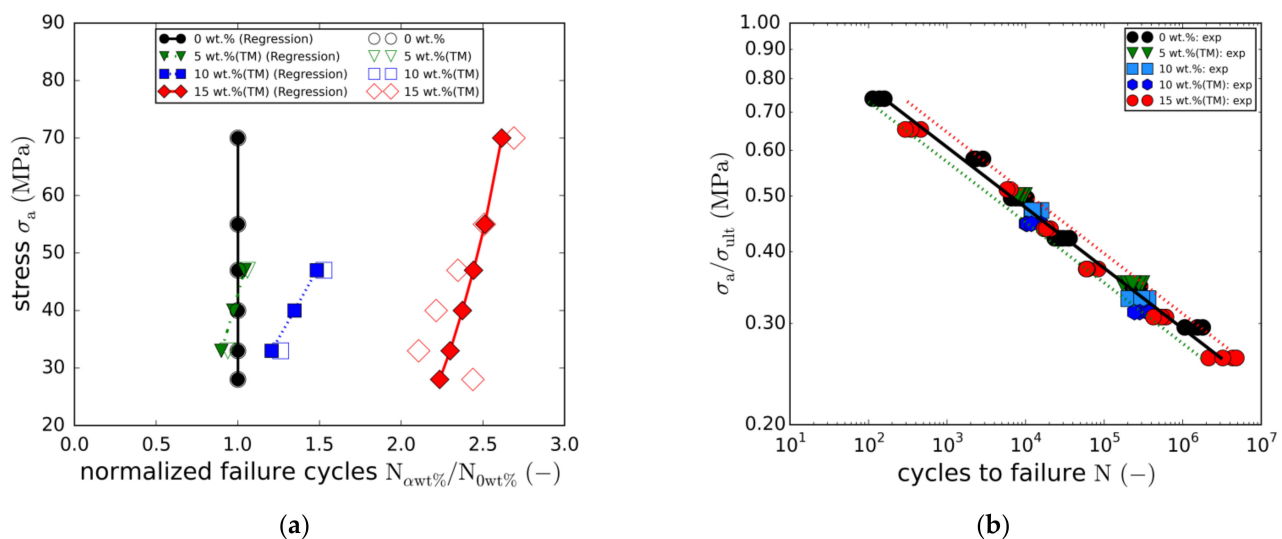 90
80
70
60
50
40
30
20
stress σa (MPa)
0 wt.% (Regression)
5 wt.%(TM) (Regression)
10 wt.%(TM) (Regression)
15 wt.%(TM) (Regression)
0 wt.%
5 wt.%(TM)
10 wt.%(TM)
15 wt.%(TM)
0.0 0.5 1.0 1.5 2.0 2.5 3.0
normalized failure cycles Nαwt%/N0wt% (−)
(a)
1.00
0.90
0.80
0.70
0.60
0.50
0.40
0.30
0.20
σa/σult (MPa)
0 wt.%: exp
5 wt.%(TM): exp
10 wt.%: exp
10 wt.%(TM): exp
15 wt.%(TM): exp
10¹ 10² 10³ 10⁴ 10⁵ 10⁶ 10⁷
cycles to failure N (−)
(b)